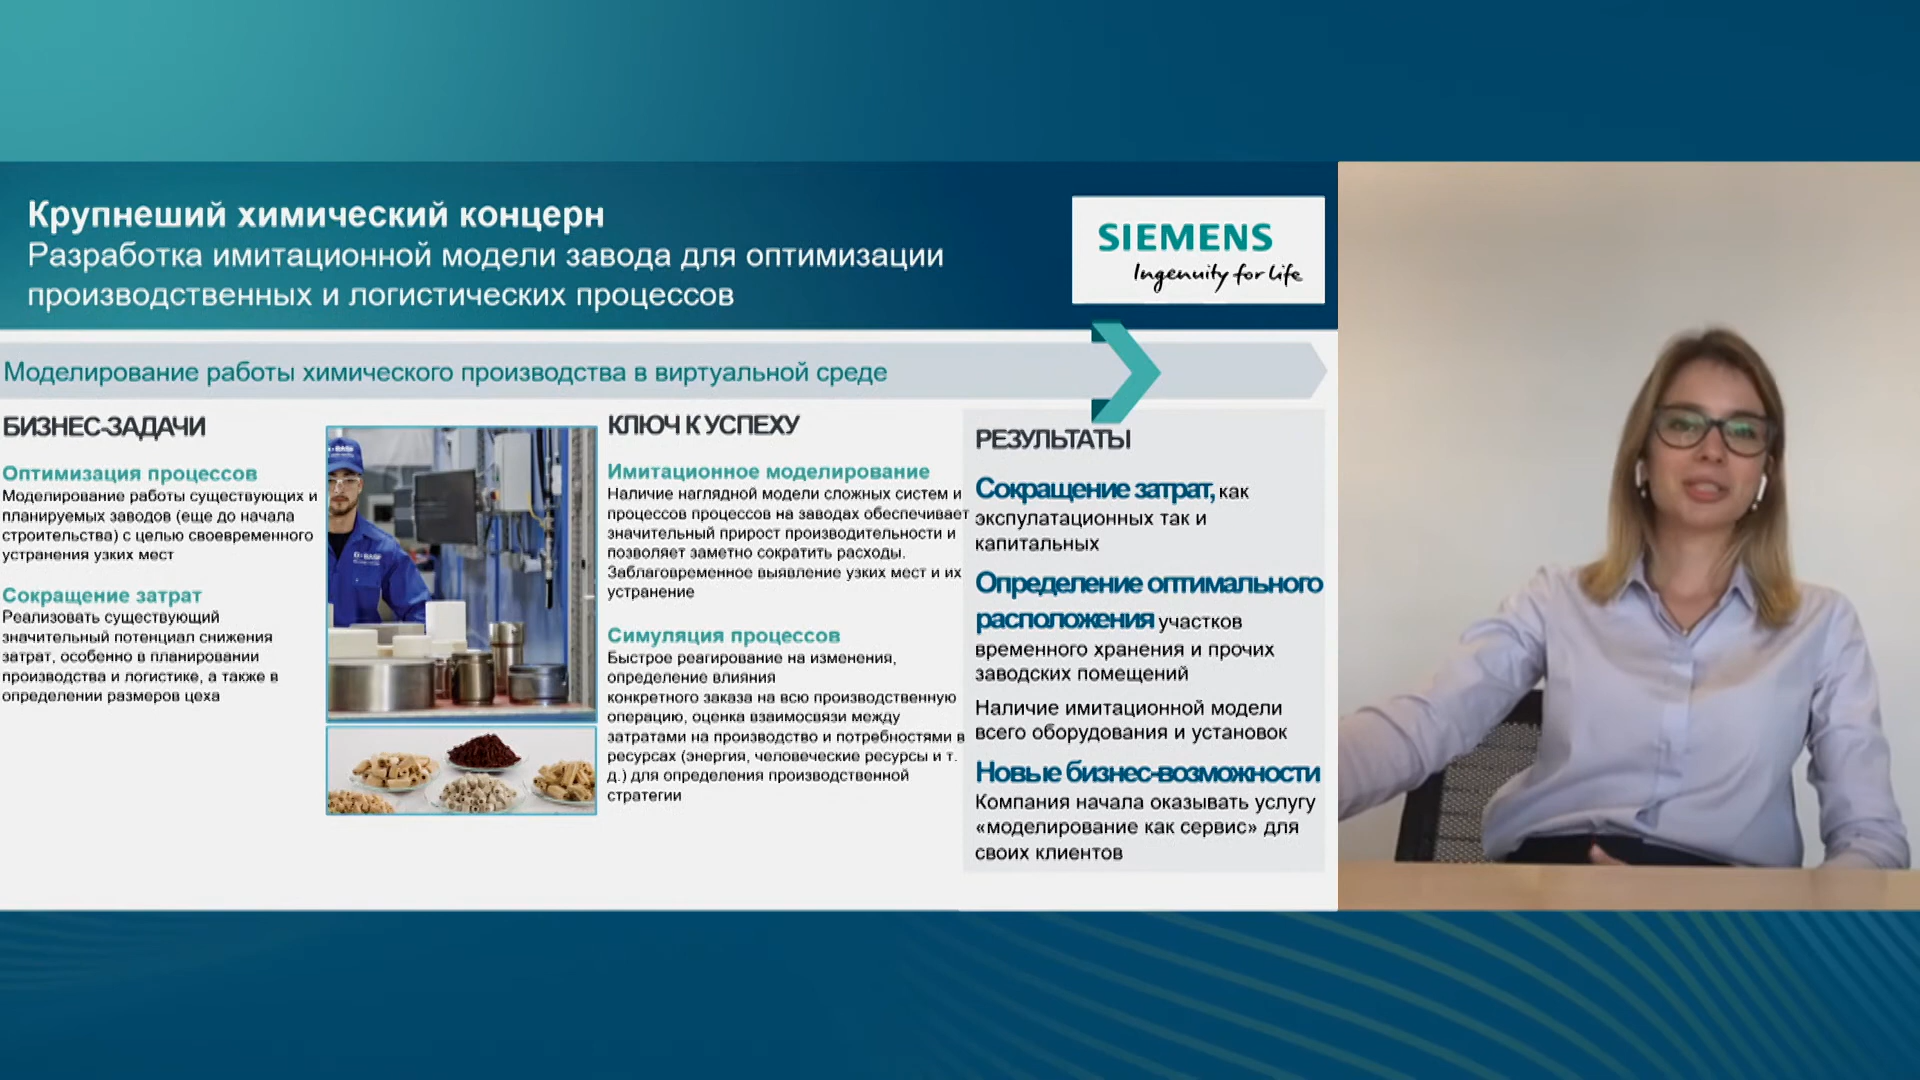 Крупнеший химический концерн
Разработка имитационной модели завода для оптимизации
производственных и логистических процессов
SIEMENS
Ingenuity for life
Моделирование работы химического производства в виртуальной среде
БИЗНЕС-ЗАДАЧИ
Оптимизация процессов
Моделирование работы существующих и
планируемых заводов (еще до начала
строительства) с целью своевременного
устранения узких мест
Сокращение затрат
Реализовать существующий
значительный потенциал снижения
затрат, особенно в планировании
производства и логистике, а также в
определении размеров цеха
КЛЮЧ К УСПЕХУ
Имитационное моделирование
Наличие наглядной модели сложных систем и
процессов процессов на заводах обеспечивает
значительный прирост производительности и
позволяет заметно сократить расходы.
Заблаговременное выявление узких мест и их
устранение
Симуляция процессов
Быстрое реагирование на изменения,
определение влияния
конкретного заказа на всю производственную
операцию, оценка взаимосвязи между
затратами на производство и потребностями в
ресурсах (энергия, человеческие ресурсы и т.
д.) для определения производственной
стратегии
РЕЗУЛЬТАТЫ
Сокращение затрат, как
экспулатационных так и
капитальных
Определение оптимального
расположения участков
временного хранения и прочих
заводских помещений
Наличие имитационной модели
всего оборудования и установок
Новые бизнес-возможности
Компания начала оказывать услугу
«моделирование как сервис» для
своих клиентов